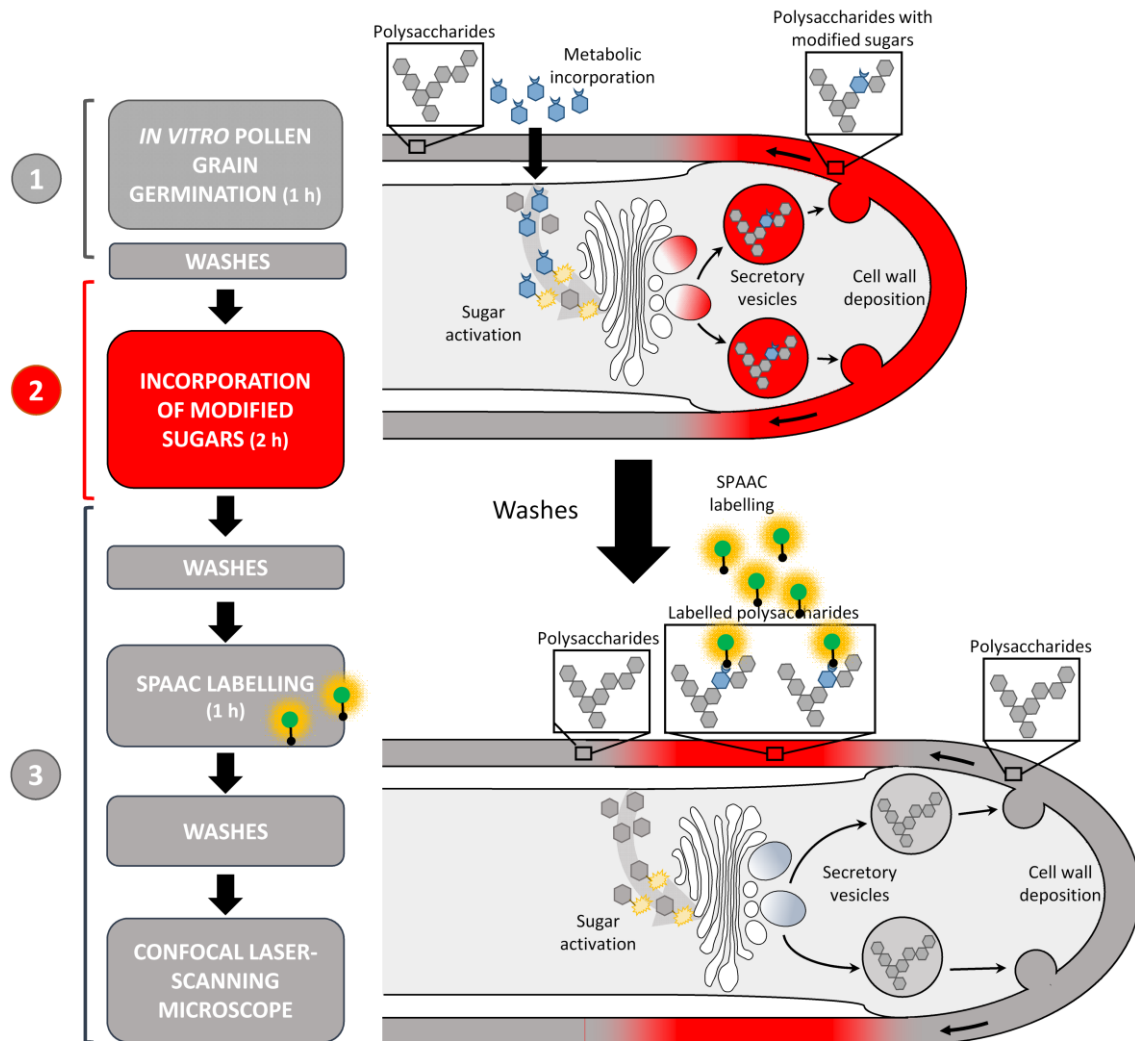 1
IN VITRO POLLEN
GRAIN
GERMINATION (1 h)
WASHES
2
INCORPORATION
OF MODIFIED
SUGARS (2 h)
3
WASHES
SPAAC LABELLING
(1 h)
WASHES
CONFOCAL LASER-
SCANNING
MICROSCOPE
Polysaccharides
Metabolic
incorporation
Polysaccharides with
modified sugars
Sugar
activation
Secretory
vesicles
Cell wall
deposition
Washes
SPAAC
labelling
Labelled polysaccharides
Polysaccharides
Polysaccharides
Sugar
activation
Secretory
vesicles
Cell wall
deposition